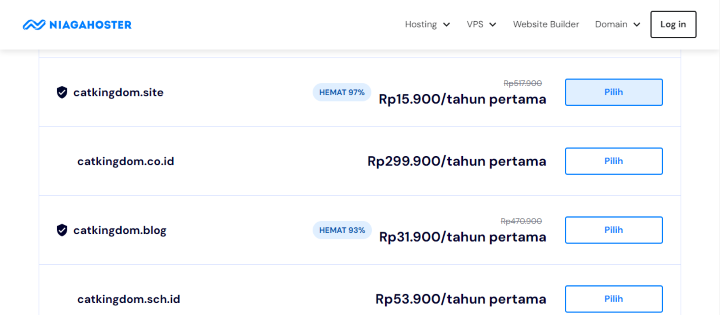 NIAGAHOSTER Hosting VPS Website Builder Domain Log in
Rp517.900
catkingdom.site HEMAT 97% Rp15.900/tahun pertama Pilih
catkingdom.co.id Rp299.900/tahun pertama Pilih
Rp470.900
catkingdom.blog HEMAT 93% Rp31.900/tahun pertama Pilih
catkingdom.sch.id Rp53.900/tahun pertama Pilih